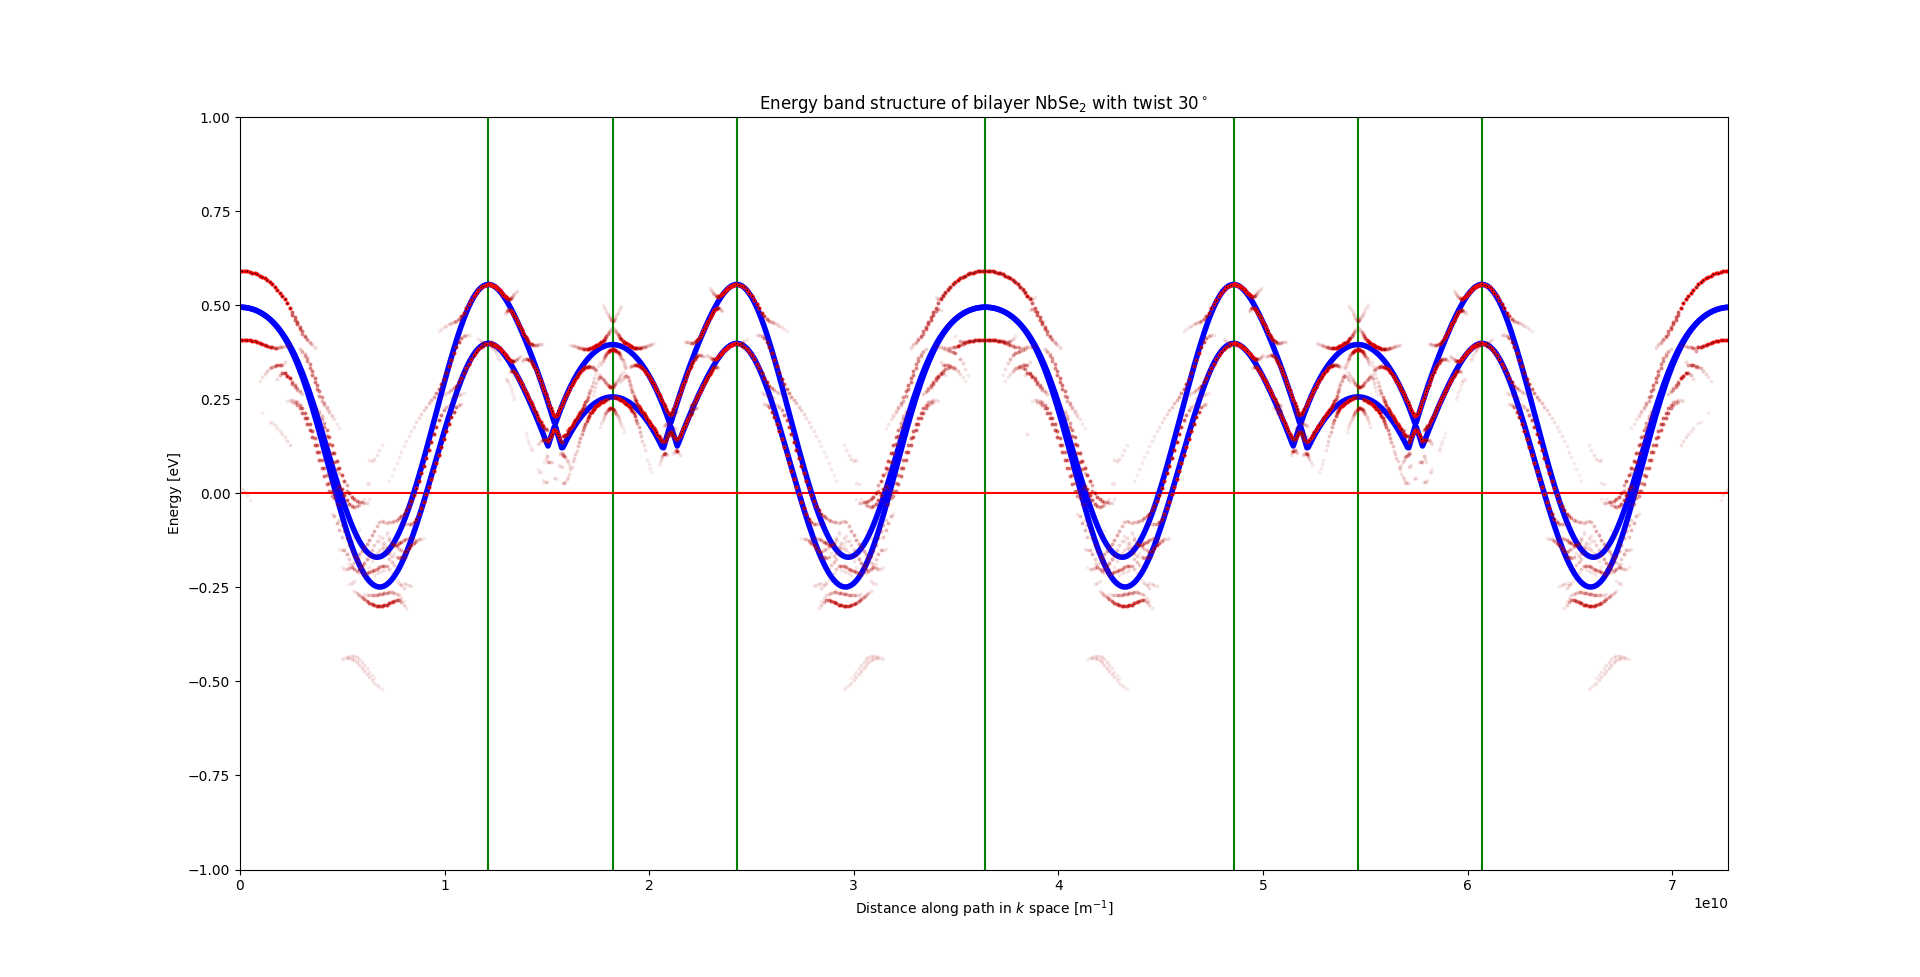 Energy band structure of bilayer NbSe₂ with twist 30°
1.00
0.75
0.50
0.25
0.00
−0.25
−0.50
−0.75
−1.00
Energy [eV]
0 1 2 3 4 5 6 7
1e10
Distance along path in k space [m⁻¹]